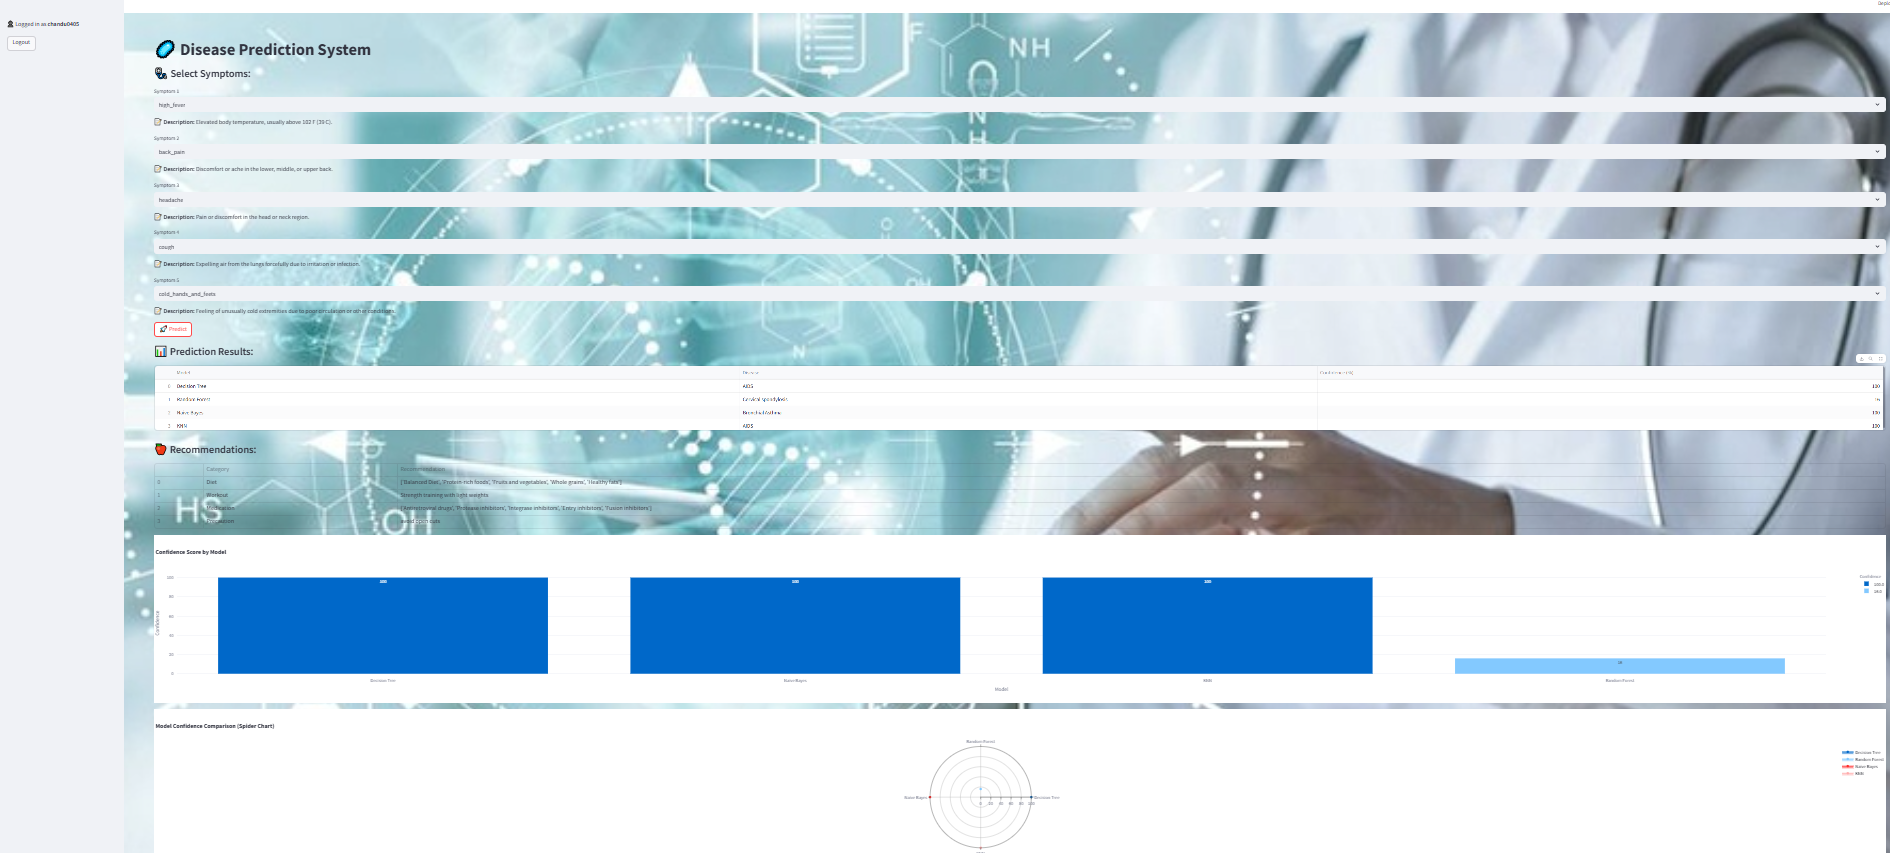 Logged in as chandu0405
Logout
F
NH
Disease Prediction System
Select Symptoms:
Symptom 1
high_fever
Description: Elevated body temperature, usually above 102 F (39 C).
Symptom 2
back_pain
Description: Discomfort or ache in the lower, middle, or upper back.
Symptom 3
headache
Description: Pain or discomfort in the head or neck region.
Symptom 4
cough
Description: Expelling air from the lungs forcefully due to irritation or infection.
Symptom 5
cold_hands_and_feets
Description: Feeling of unusually cold extremities due to poor circulation or other conditions.
Predict
Prediction Results:
Model Disease Confidence (%)
0 Decision Tree AIDS 100
1 Random Forest Cervical spondylosis 16
2 Naive Bayes Bronchial Asthma 100
3 KNN AIDS 100
Recommendations:
Category Recommendation
0 Diet ['Balanced Diet', 'Protein-rich foods', 'Fruits and vegetables', 'Whole grains', 'Healthy fats']
1 Workout Strength training with light weights
2 Medication ['Antiretroviral drugs', 'Protease inhibitors', 'Integrase inhibitors', 'Entry inhibitors', 'Fusion inhibitors']
3 Precaution avoid open cuts
HS
OH
Confidence Score by Model
Confidence
100.0
16.0
100
80
60
40
20
0
100 100 100 16
Decision Tree Naive Bayes KNN Random Forest
Model
Model Confidence Comparison (Spider Chart)
Random Forest
Naive Bayes
Decision Tree
0 20 40 60 80 100
Decision Tree
Random Forest
Naive Bayes
KNN